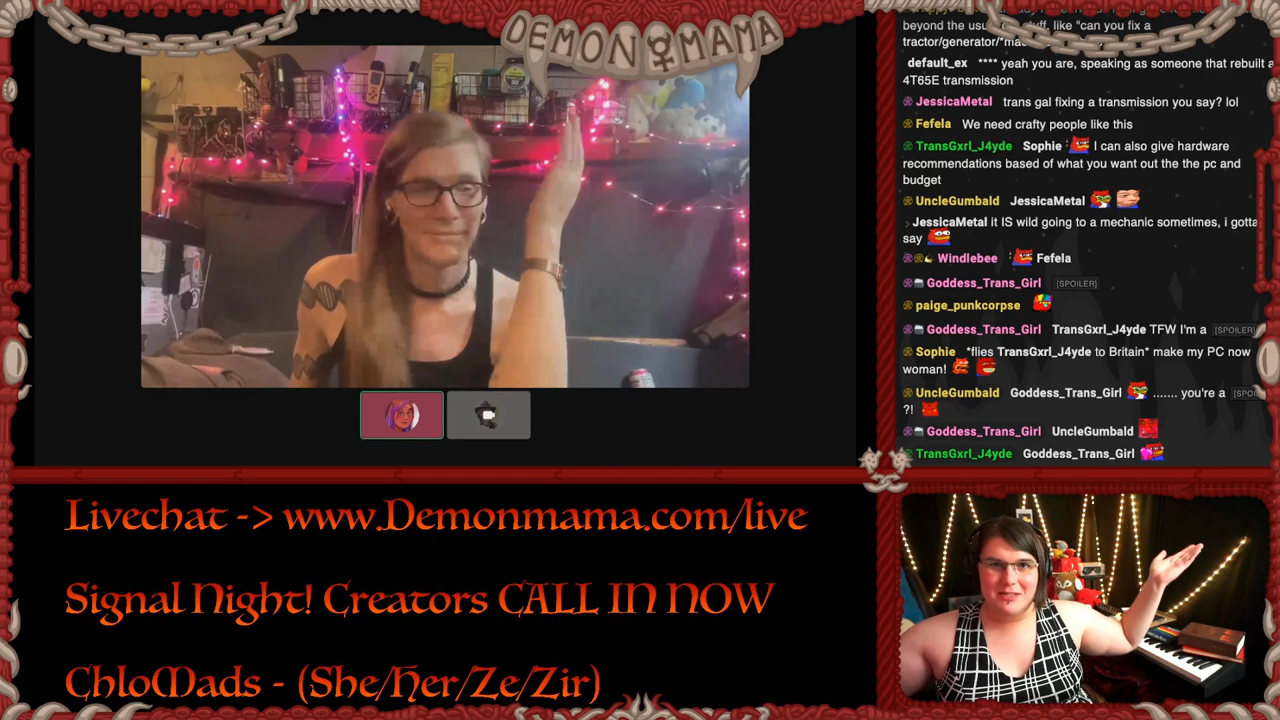 DEMON MAMA
beyond the usu
tractor/generator/*ma
default_ex **** yeah you are, speaking as someone that rebuilt a
4T65E transmission
JessicaMetal trans gal fixing a transmission you say? lol
Fefela We need crafty people like this
TransGxrl_J4yde Sophie I can also give hardware
recommendations based of what you want out the the pc and
budget
UncleGumbald JessicaMetal
JessicaMetal it IS wild going to a mechanic sometimes, i gotta
say
Windlebee Fefela
Goddess_Trans_Girl [SPOILER]
paige_punkcorpse
Goddess_Trans_Girl TransGxrl_J4yde TFW I'm a [SPOILER]
Sophie *flies TransGxrl_J4yde to Britain* make my PC now
woman!
UncleGumbald Goddess_Trans_Girl ....... you're a [SPOI
?!
Goddess_Trans_Girl UncleGumbald
TransGxrl_J4yde Goddess_Trans_Girl
Livechat -> www.Demonmama.com/live
Signal Night! Creators CALL IN NOW
ChloMads - (She/Her/Ze/Zir)